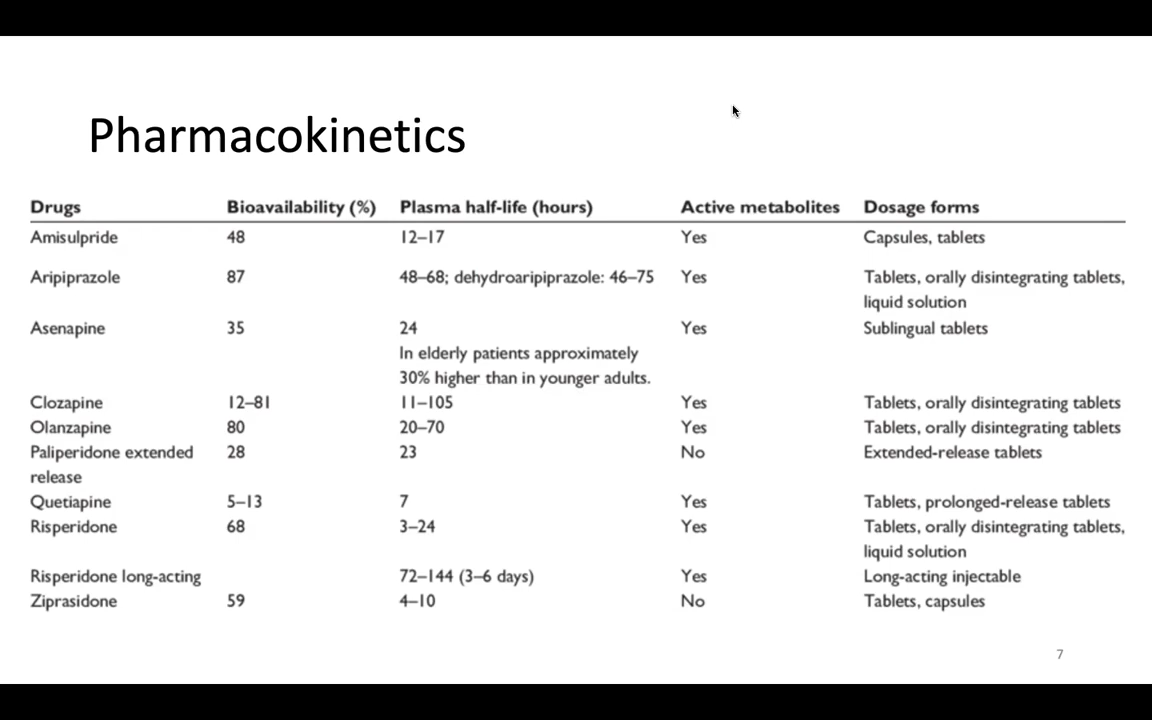 Pharmacokinetics
Drugs Bioavailability (%) Plasma half-life (hours) Active metabolites Dosage forms
Amisulpride 48 12–17 Yes Capsules, tablets
Aripiprazole 87 48–68; dehydroaripiprazole: 46–75 Yes Tablets, orally disintegrating tablets,
liquid solution
Asenapine 35 24 Yes Sublingual tablets
In elderly patients approximately
30% higher than in younger adults.
Clozapine 12–81 11–105 Yes Tablets, orally disintegrating tablets
Olanzapine 80 20–70 Yes Tablets, orally disintegrating tablets
Paliperidone extended 28 23 No Extended-release tablets
release
Quetiapine 5–13 7 Yes Tablets, prolonged-release tablets
Risperidone 68 3–24 Yes Tablets, orally disintegrating tablets,
liquid solution
Risperidone long-acting 72–144 (3–6 days) Yes Long-acting injectable
Ziprasidone 59 4–10 No Tablets, capsules
7